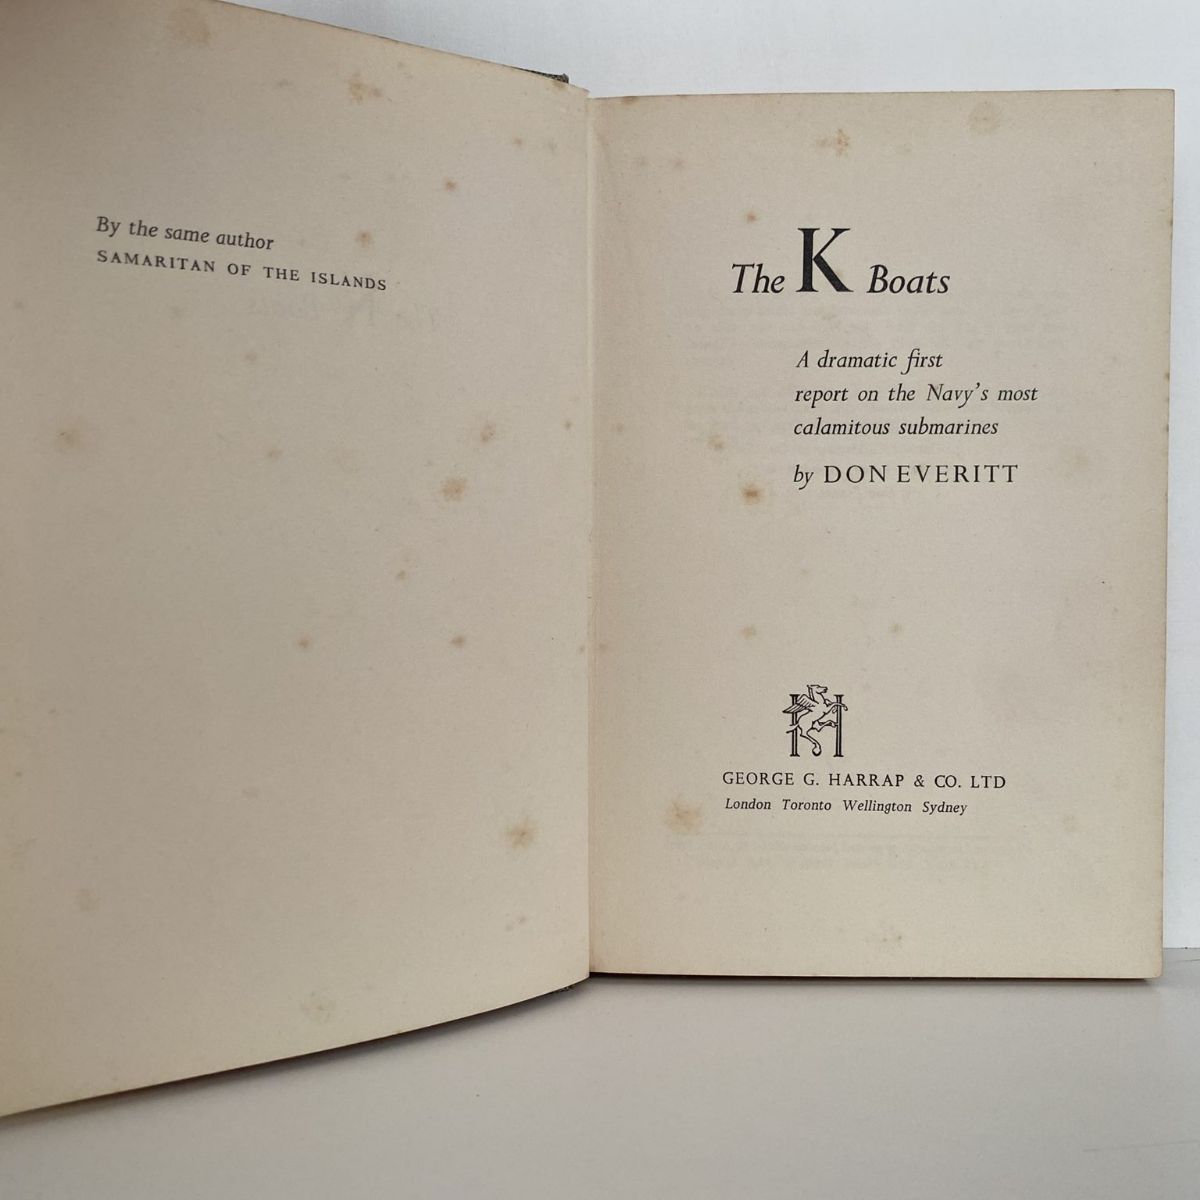 By the same author
SAMARITAN OF THE ISLANDS
The K Boats
A dramatic first
report on the Navy's most
calamitous submarines
by DON EVERITT
H
GEORGE G. HARRAP & CO. LTD
London Toronto Wellington Sydney